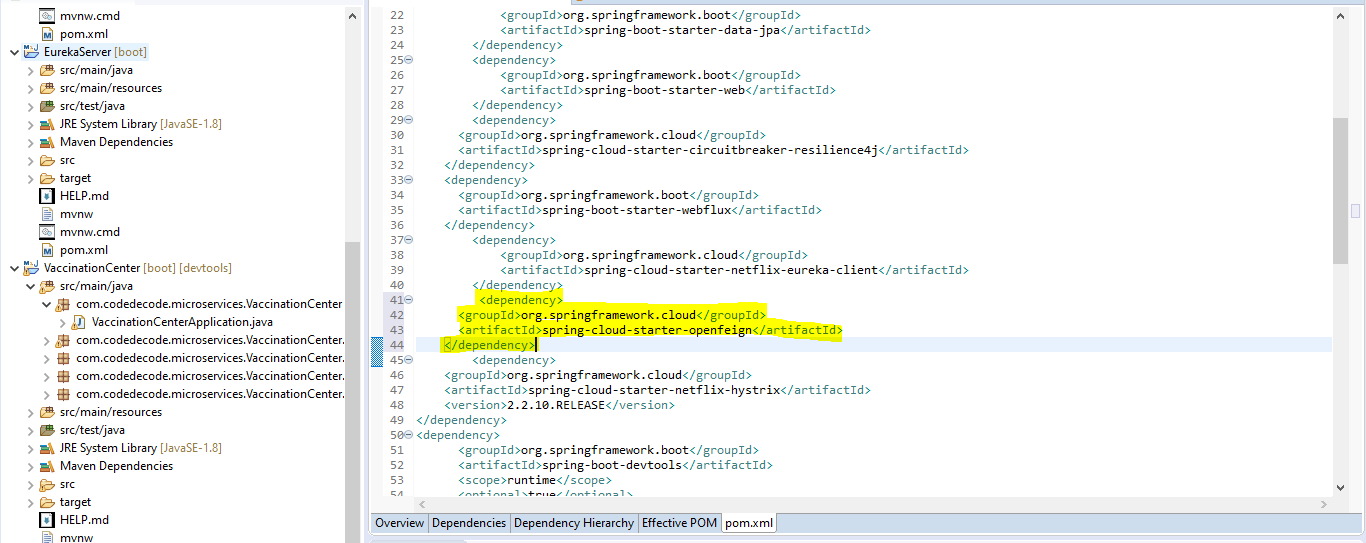 mvnw.cmd
pom.xml
EurekaServer [boot]
src/main/java
src/main/resources
src/test/java
JRE System Library [JavaSE-1.8]
Maven Dependencies
src
target
HELP.md
mvnw
mvnw.cmd
pom.xml
VaccinationCenter [boot] [devtools]
src/main/java
com.codedecode.microservices.VaccinationCenter
VaccinationCenterApplication.java
com.codedecode.microservices.VaccinationCenter.
com.codedecode.microservices.VaccinationCenter.
com.codedecode.microservices.VaccinationCenter.
com.codedecode.microservices.VaccinationCenter.
src/main/resources
src/test/java
JRE System Library [JavaSE-1.8]
Maven Dependencies
src
target
HELP.md
mvnw
22 <groupId>org.springframework.boot</groupId>
23 <artifactId>spring-boot-starter-data-jpa</artifactId>
24 </dependency>
25 <dependency>
26 <groupId>org.springframework.boot</groupId>
27 <artifactId>spring-boot-starter-web</artifactId>
28 </dependency>
29 <dependency>
30 <groupId>org.springframework.cloud</groupId>
31 <artifactId>spring-cloud-starter-circuitbreaker-resilience4j</artifactId>
32 </dependency>
33 <dependency>
34 <groupId>org.springframework.boot</groupId>
35 <artifactId>spring-boot-starter-webflux</artifactId>
36 </dependency>
37 <dependency>
38 <groupId>org.springframework.cloud</groupId>
39 <artifactId>spring-cloud-starter-netflix-eureka-client</artifactId>
40 </dependency>
41 <dependency>
42 <groupId>org.springframework.cloud</groupId>
43 <artifactId>spring-cloud-starter-openfeign</artifactId>
44 </dependency>
45 <dependency>
46 <groupId>org.springframework.cloud</groupId>
47 <artifactId>spring-cloud-starter-netflix-hystrix</artifactId>
48 <version>2.2.10.RELEASE</version>
49 </dependency>
50 <dependency>
51 <groupId>org.springframework.boot</groupId>
52 <artifactId>spring-boot-devtools</artifactId>
53 <scope>runtime</scope>
54 <optional>true</optional>
Overview Dependencies Dependency Hierarchy Effective POM pom.xml